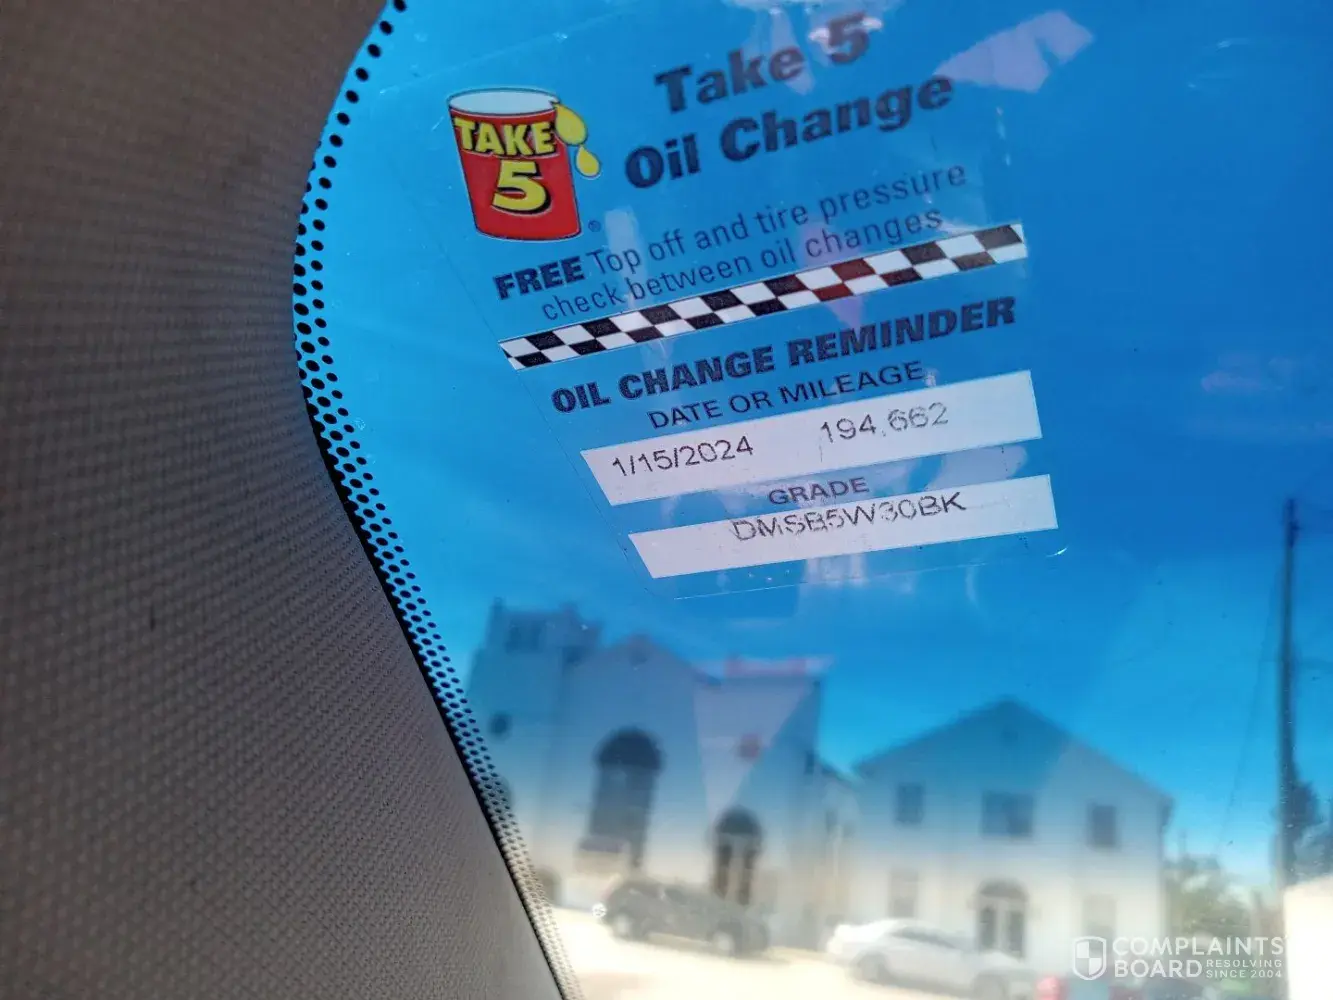 TAKE
5
®
Take 5
Oil Change
FREE Top off and tire pressure
check between oil changes
OIL CHANGE REMINDER
DATE OR MILEAGE
1/15/2024 194,662
GRADE
DMSB5W30BK
COMPLAINTS
BOARD RESOLVING
SINCE 2004